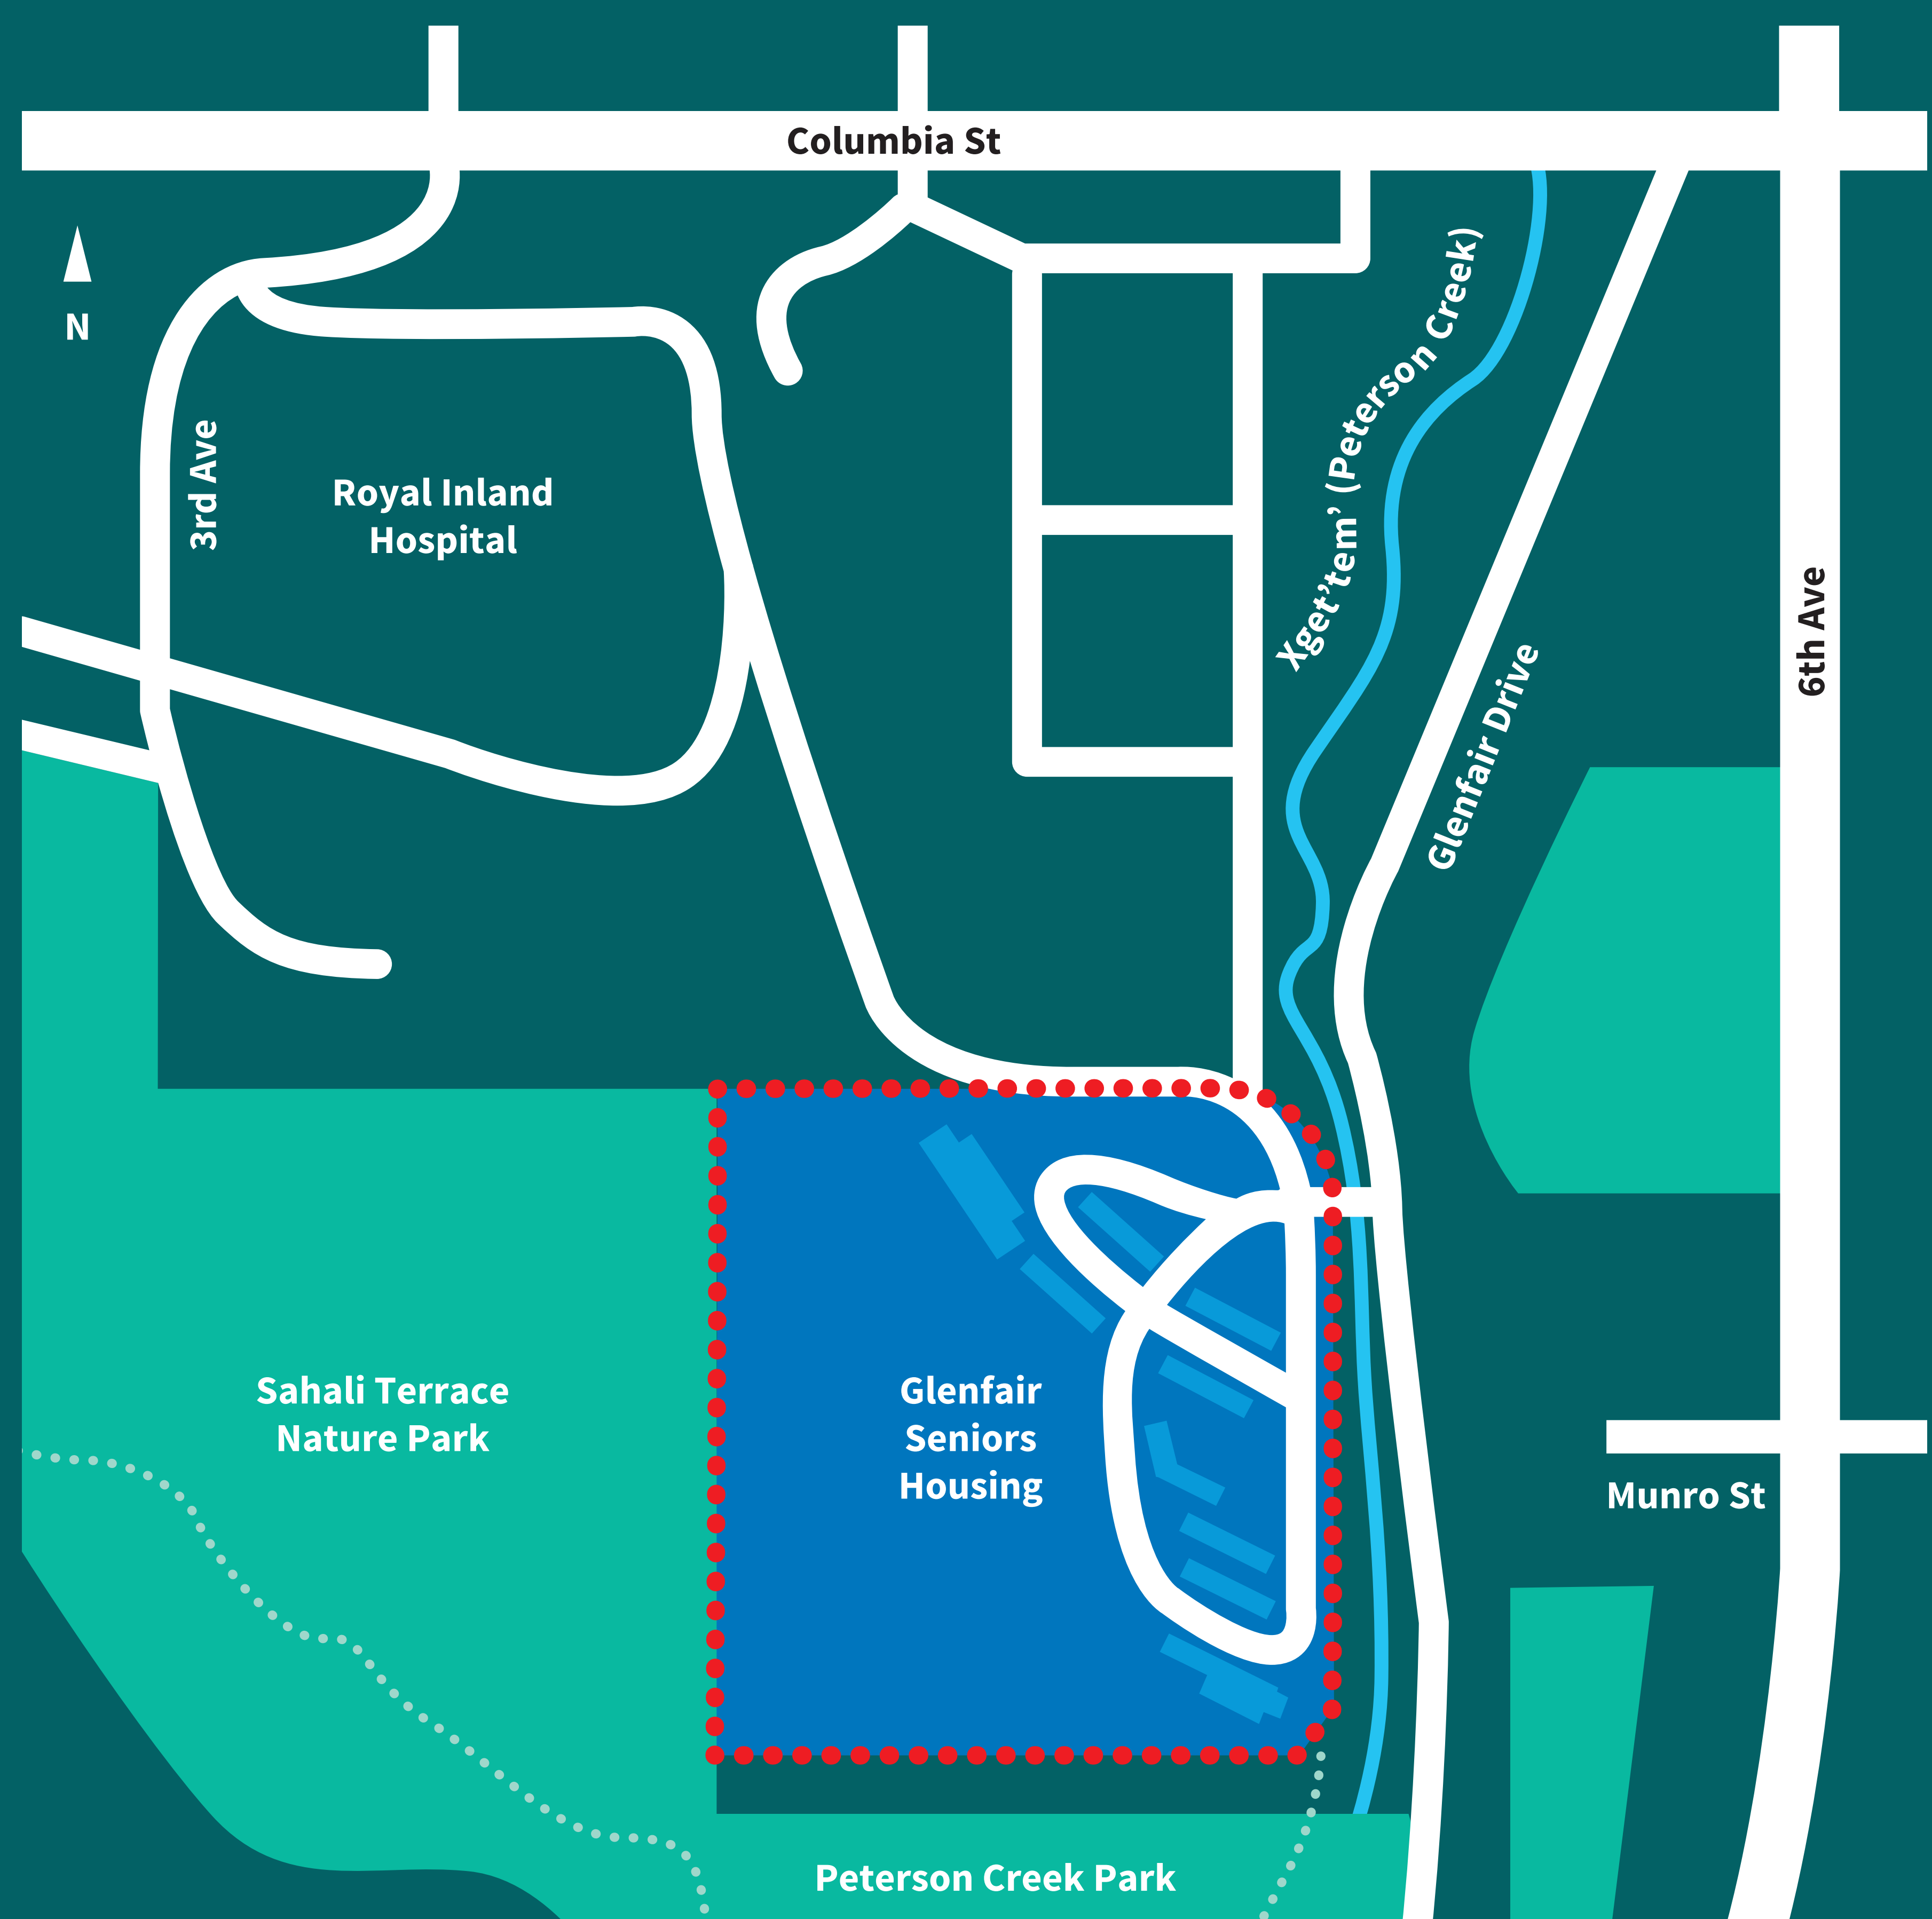 Columbia St
N
Xget’tem’ (Peterson Creek)
3rd Ave
Royal Inland
Hospital
6th Ave
Glenfair Drive
Sahali Terrace
Nature Park
Glenfair
Seniors
Housing
Munro St
Peterson Creek Park